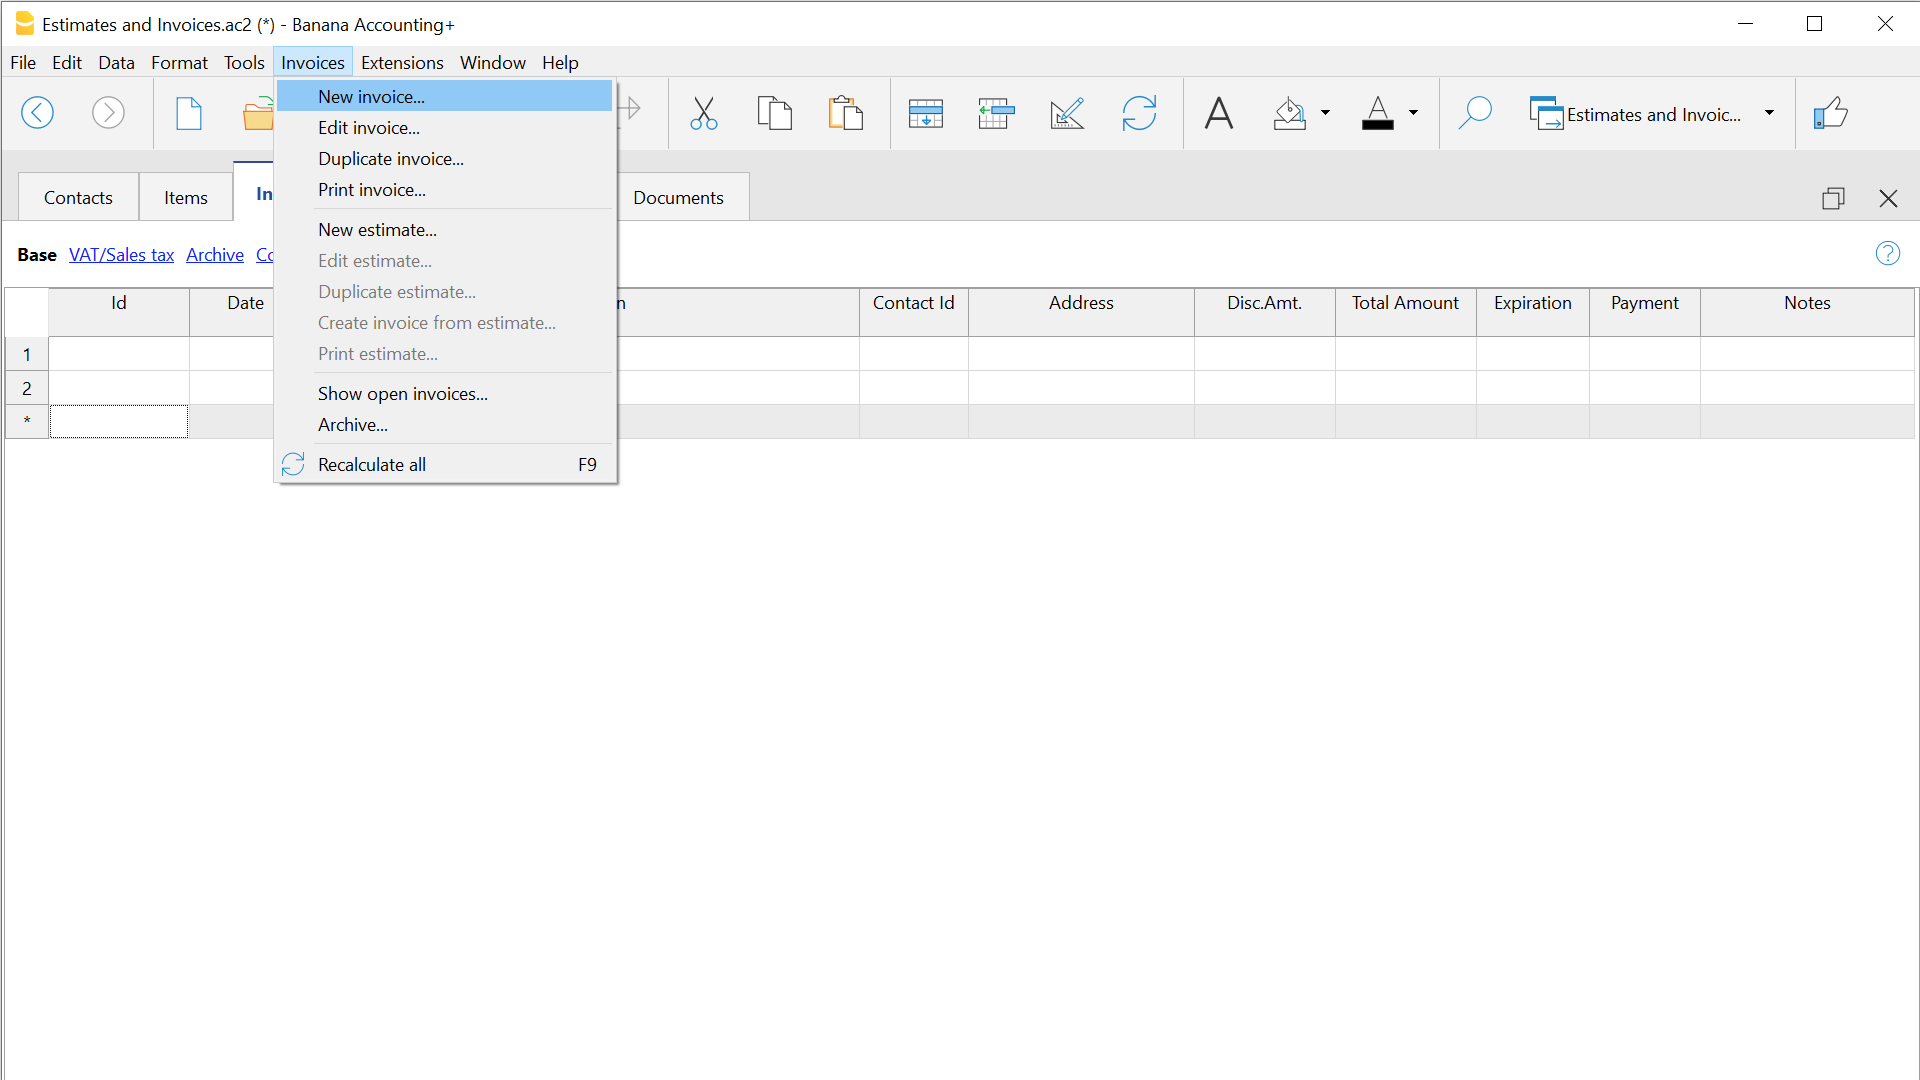 Estimates and Invoices.ac2 (*) - Banana Accounting+
File Edit Data Format Tools Invoices Extensions Window Help
New invoice...
Edit invoice...
Duplicate invoice...
Print invoice...
New estimate...
Edit estimate...
Duplicate estimate...
Create invoice from estimate...
Print estimate...
Show open invoices...
Archive...
Recalculate all F9
Estimates and Invoic...
Contacts Items In Documents
Base VAT/Sales tax Archive Co
Id Date n Contact Id Address Disc.Amt. Total Amount Expiration Payment Notes
1
2
*